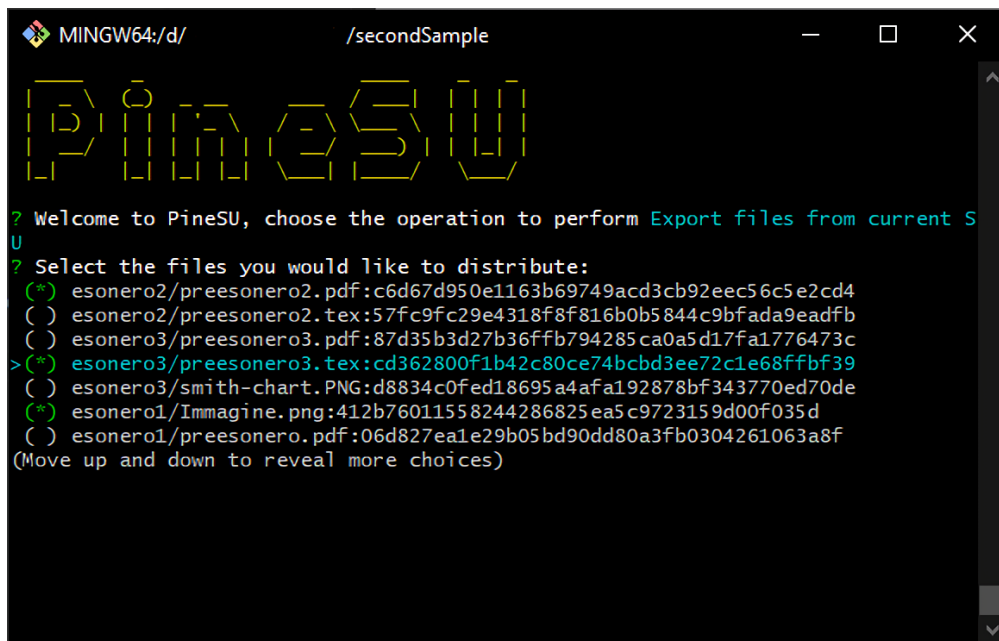 MINGW64:/d/ /secondSample
PineSU
? Welcome to PineSU, choose the operation to perform Export files from current S
U
? Select the files you would like to distribute:
(*) esonero2/preesonero2.pdf:c6d67d950e1163b69749acd3cb92eec56c5e2cd4
( ) esonero2/preesonero2.tex:57fc9fc29e4318f8f816b0b5844c9bfada9eadfb
( ) esonero3/preesonero3.pdf:87d35b3d27b36ffb794285ca0a5d17fa1776473c
>(*) esonero3/preesonero3.tex:cd362800f1b42c80ce74bcbd3ee72c1e68ffbf39
( ) esonero3/smith-chart.PNG:d8834c0fed18695a4afa192878bf343770ed70de
(*) esonero1/Immagine.png:412b76011558244286825ea5c9723159d00f035d
( ) esonero1/preesonero.pdf:06d827ea1e29b05bd90dd80a3fb0304261063a8f
(Move up and down to reveal more choices)